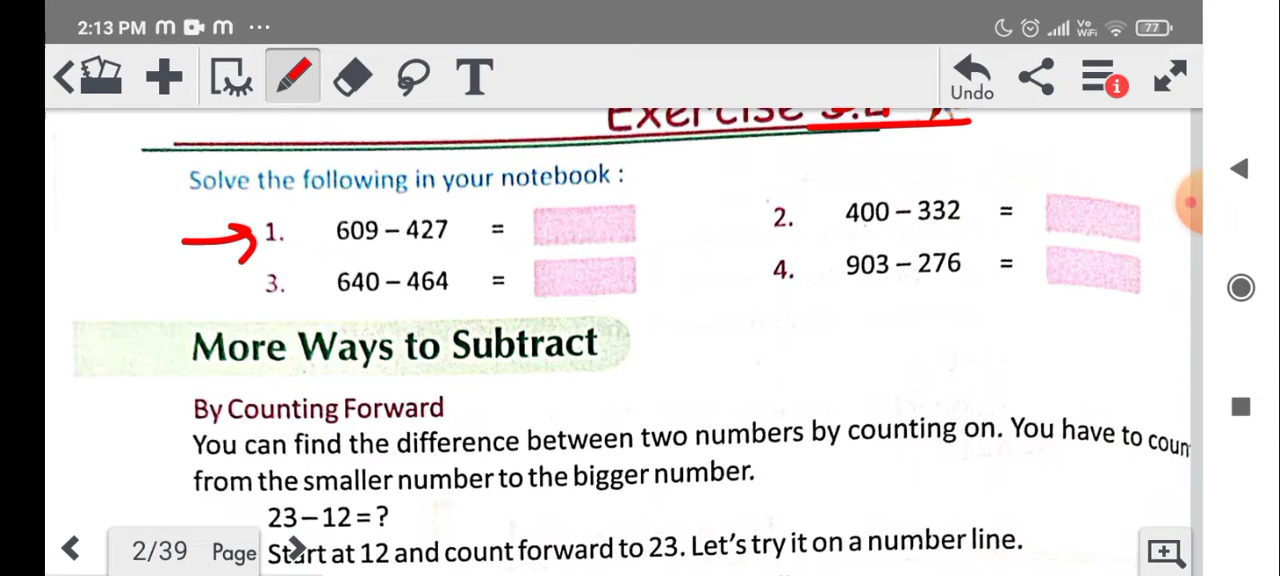 2:13 PM m m ...
Vo WiFi 77
T
Undo
i
Exercise
Solve the following in your notebook :
1. 609 – 427 =
2. 400 – 332 =
3. 640 – 464 =
4. 903 – 276 =
More Ways to Subtract
By Counting Forward
You can find the difference between two numbers by counting on. You have to coun
from the smaller number to the bigger number.
23 – 12 = ?
2/39 Page
Start at 12 and count forward to 23. Let's try it on a number line.